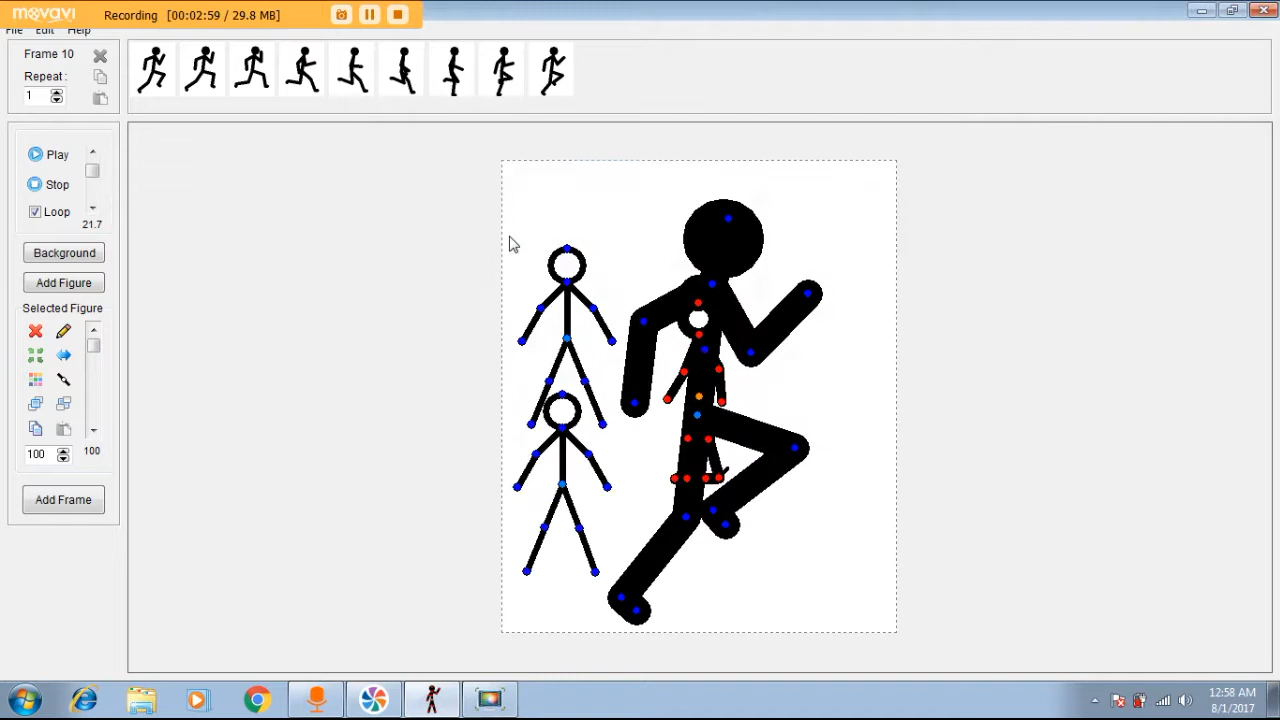 movavi Recording [00:02:59 / 29.8 MB]
File Edit Help
Frame 10
Repeat :
1
Play
Stop
Loop
21.7
Background
Add Figure
Selected Figure
100 100
Add Frame
12:58 AM
8/1/2017